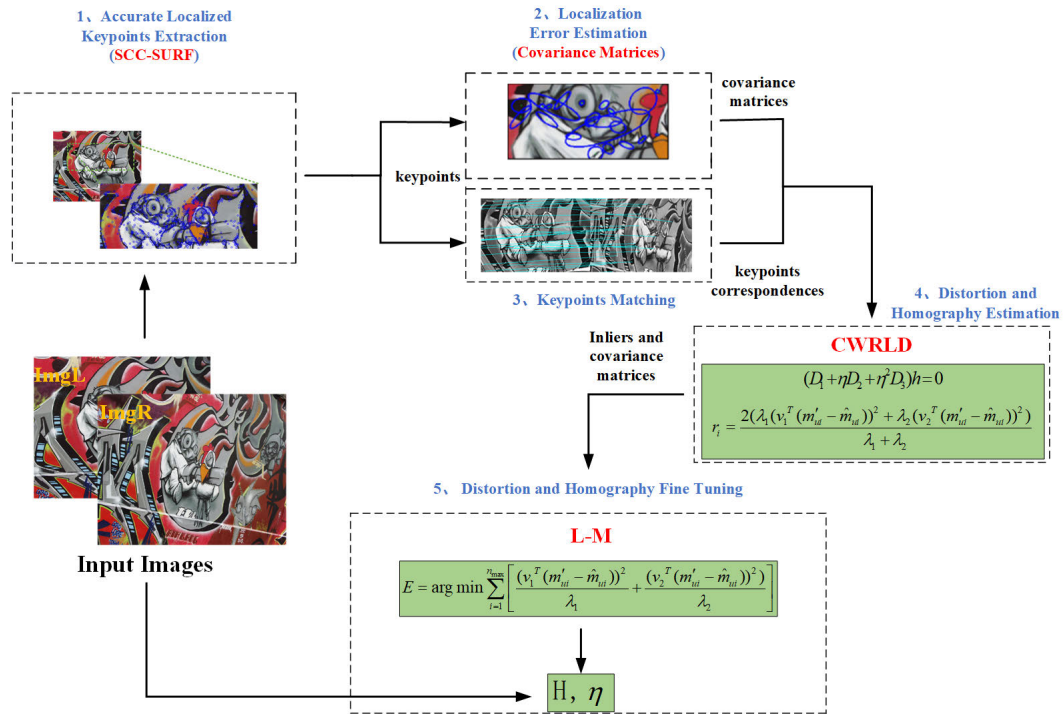 1、Accurate Localized
Keypoints Extraction
(SCC-SURF)
2、Localization
Error Estimation
(Covariance Matrices)
covariance
matrices
keypoints
3、Keypoints Matching
keypoints
correspondences
4、Distortion and
Homography Estimation
CWRLD
(D₁+ηD₂+η²D₃)h=0
rᵢ = 2(λ₁(v₁ᵀ(m′ᵤᵢ − m̂ᵤᵢ))² + λ₂(v₂ᵀ(m′ᵤᵢ − m̂ᵤᵢ))²) / λ₁+λ₂
Inliers and
covariance
matrices
ImgL
ImgR
Input Images
5、 Distortion and Homography Fine Tuning
L-M
E = arg min ∑ᵢ₌₁ⁿᵐᵃˣ [ (v₁ᵀ(m′ᵤᵢ − m̂ᵤᵢ))² / λ₁ + (v₂ᵀ(m′ᵤᵢ − m̂ᵤᵢ))²) / λ₂ ]
H, η